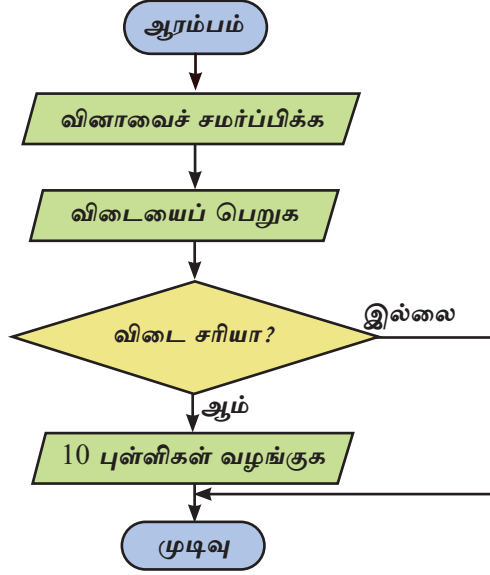 ஆரம்பம்
வினாவைச் சமர்ப்பிக்க
விடையைப் பெறுக
விடை சரியா?
இல்லை
ஆம்
10 புள்ளிகள் வழங்குக
முடிவு